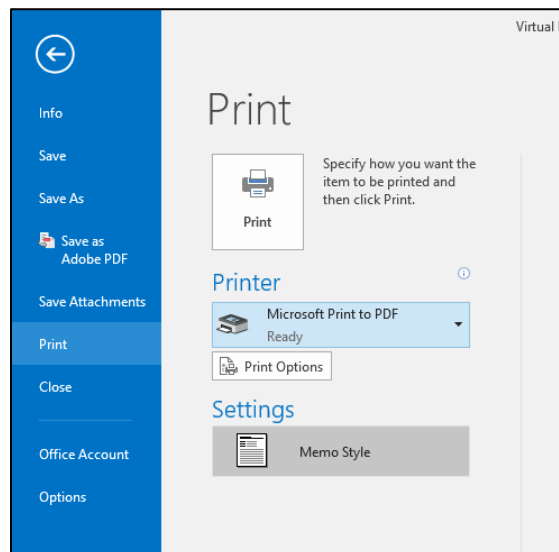 Virtual
Info
Save
Save As
Save as
Adobe PDF
Save Attachments
Print
Close
Office Account
Options
Print
Print
Specify how you want the
item to be printed and
then click Print.
Printer
Microsoft Print to PDF
Ready
Print Options
Settings
Memo Style